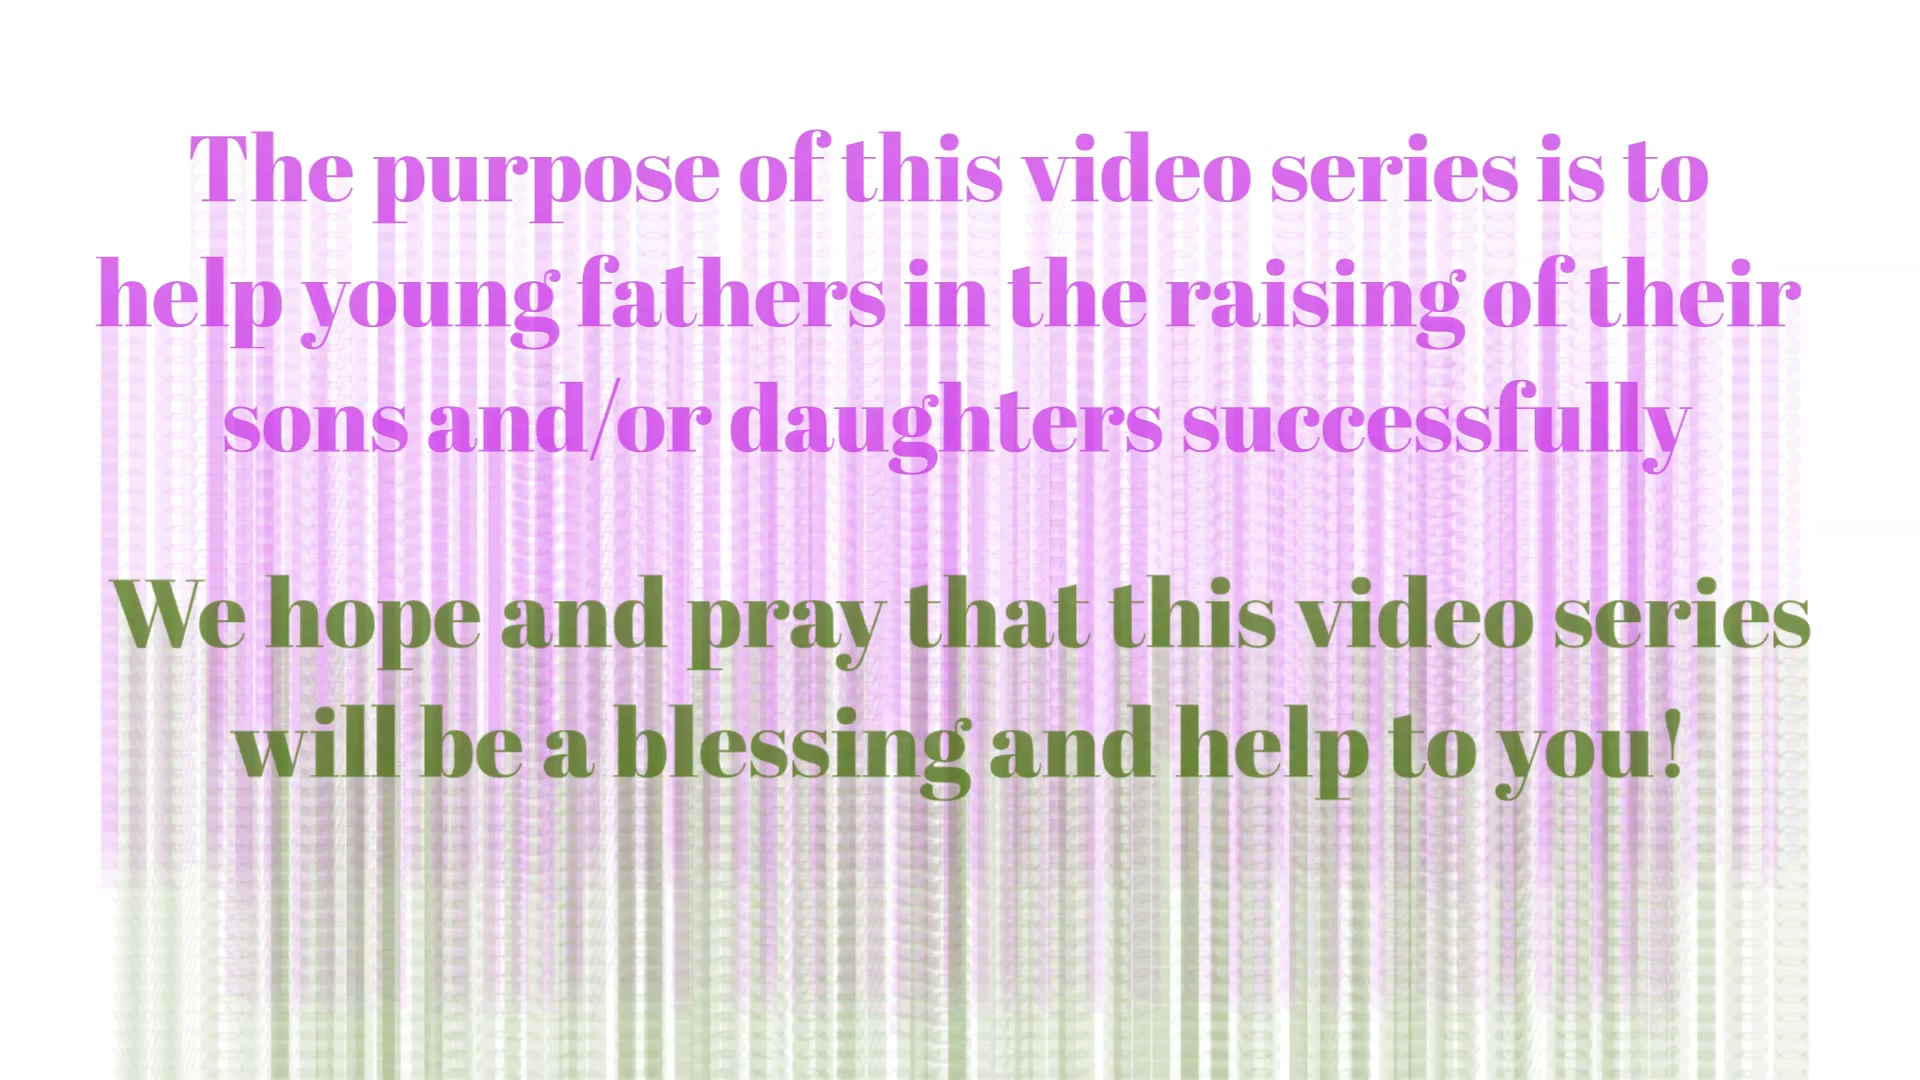 The purpose of this video series is to
help young fathers in the raising of their
sons and/or daughters successfully
We hope and pray that this video series
will be a blessing and help to you!